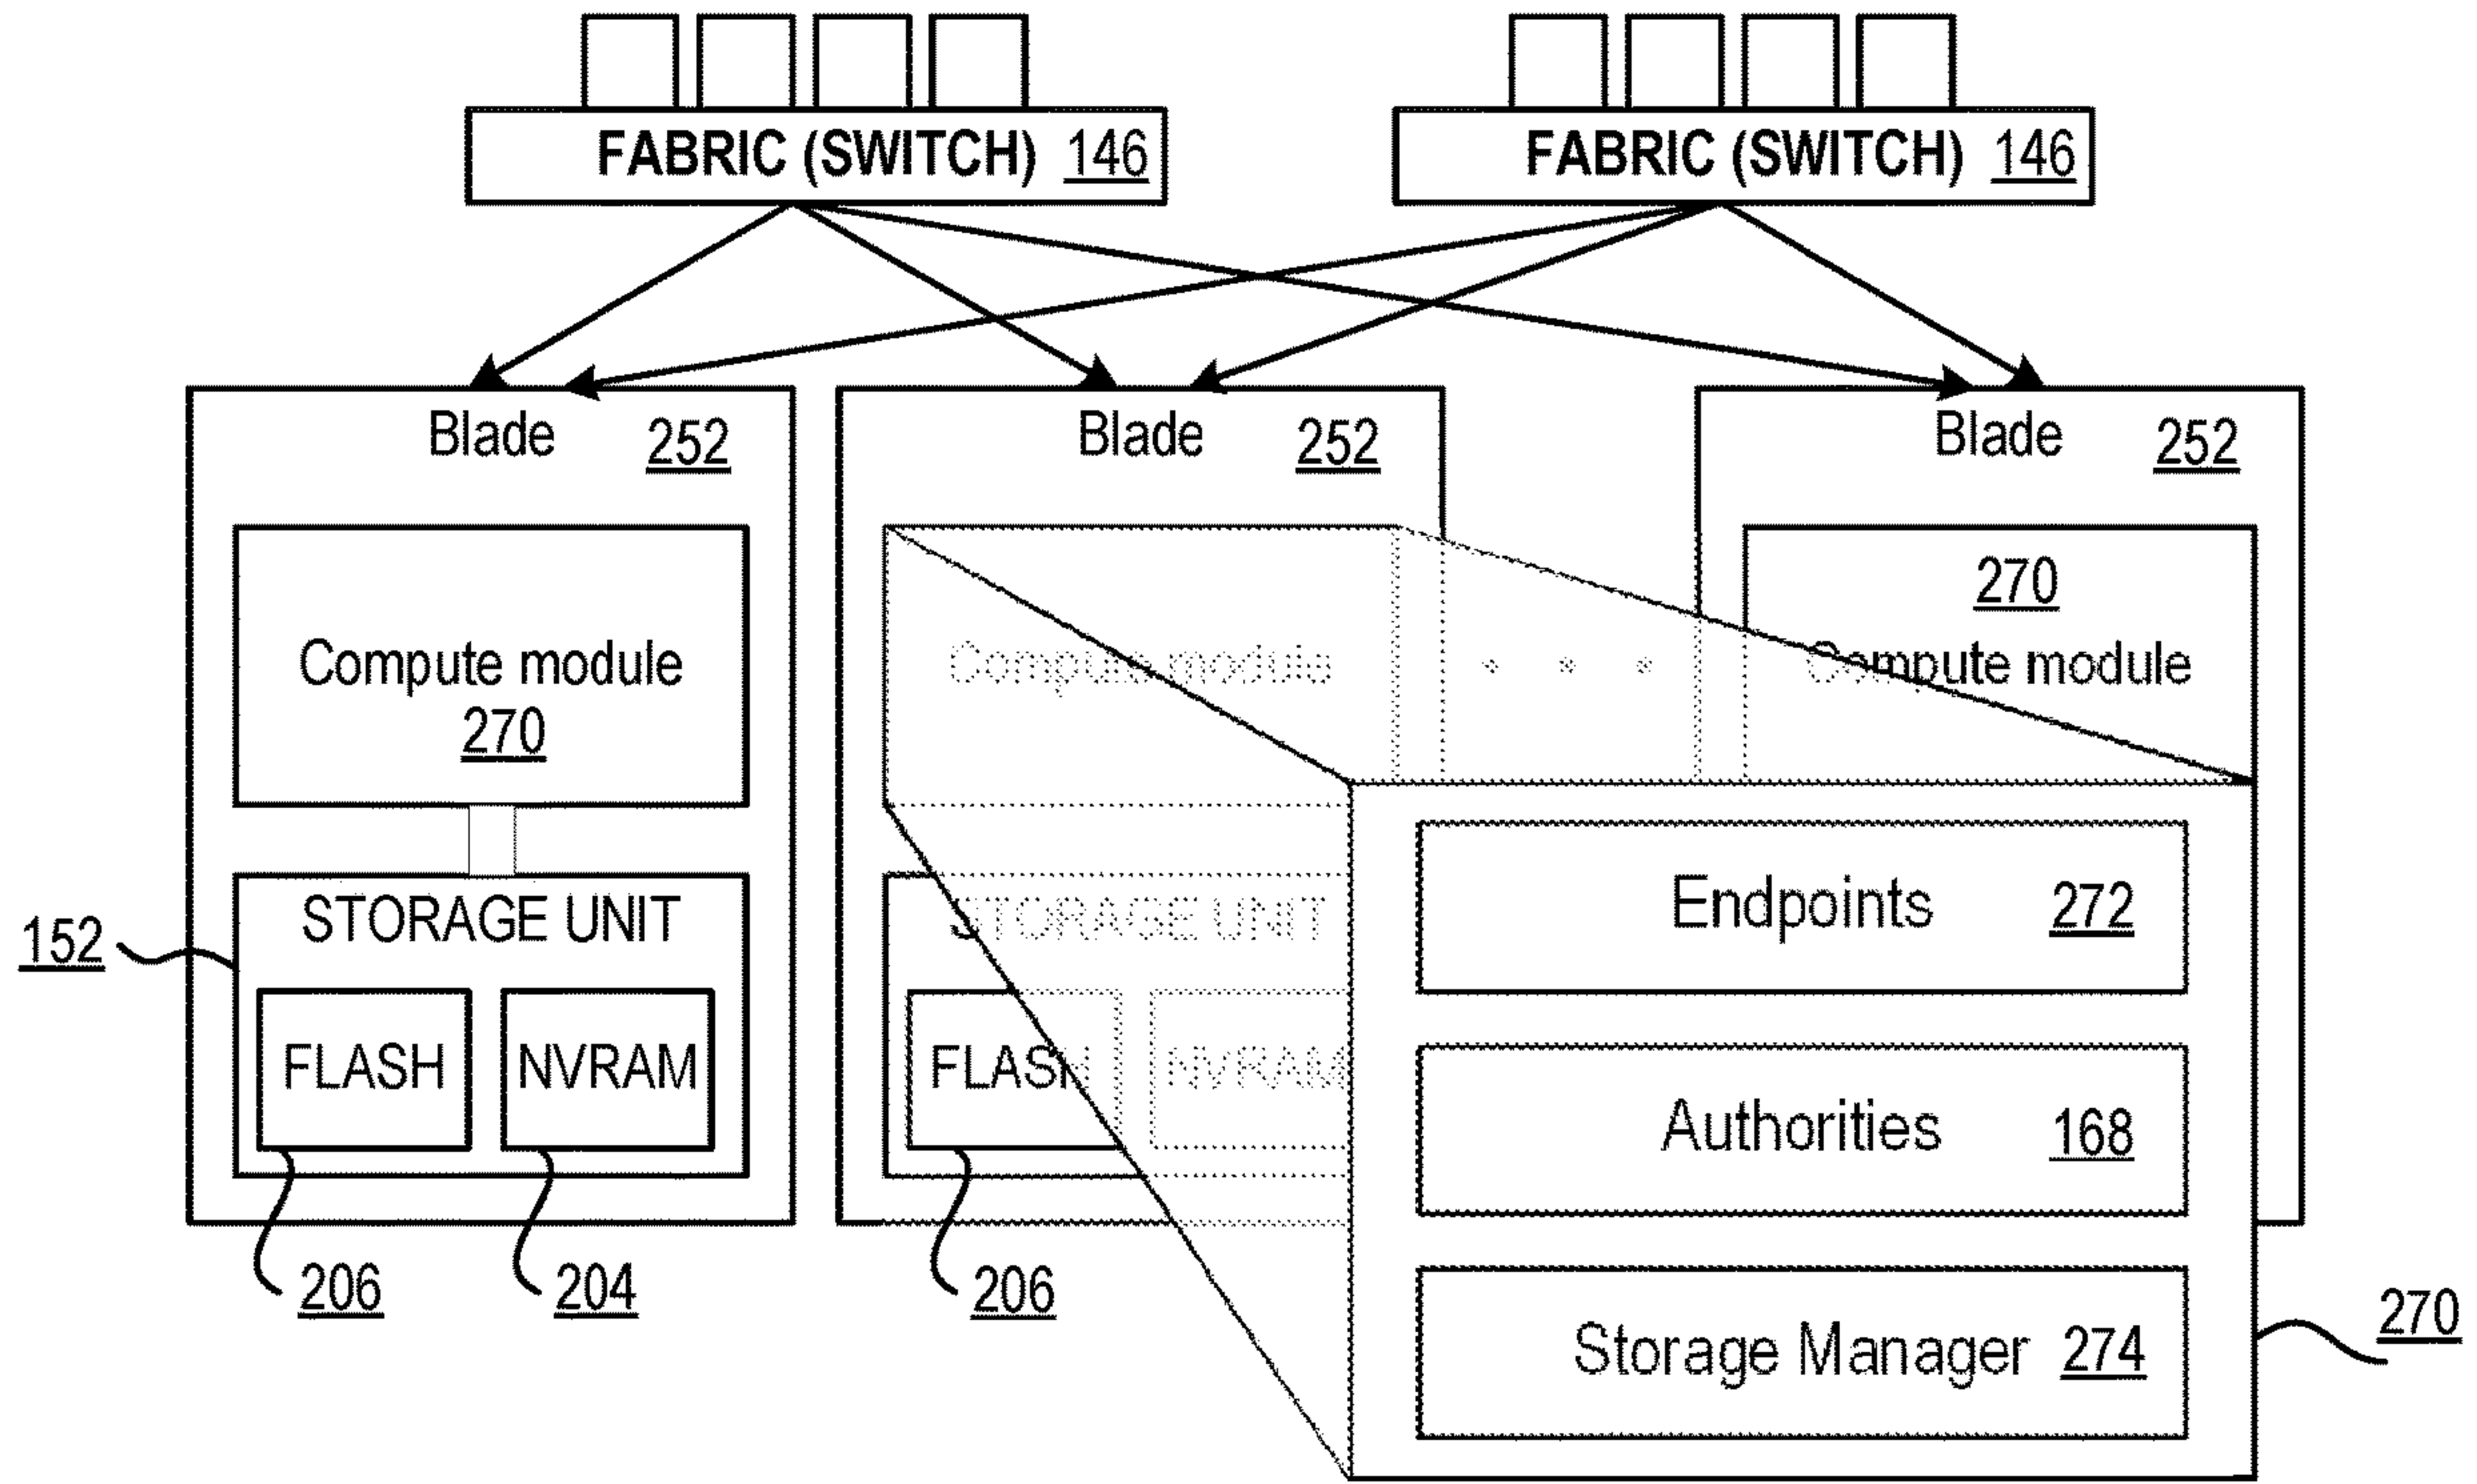 FABRIC (SWITCH) 146
FABRIC (SWITCH) 146
Blade 252
Blade 252
Blade 252
Compute module
270
Compute module
270
Compute module
152
STORAGE UNIT
FLASH
NVRAM
206
204
STORAGE UNIT
FLASH
NVRAM
206
Endpoints 272
Authorities 168
Storage Manager 274
270